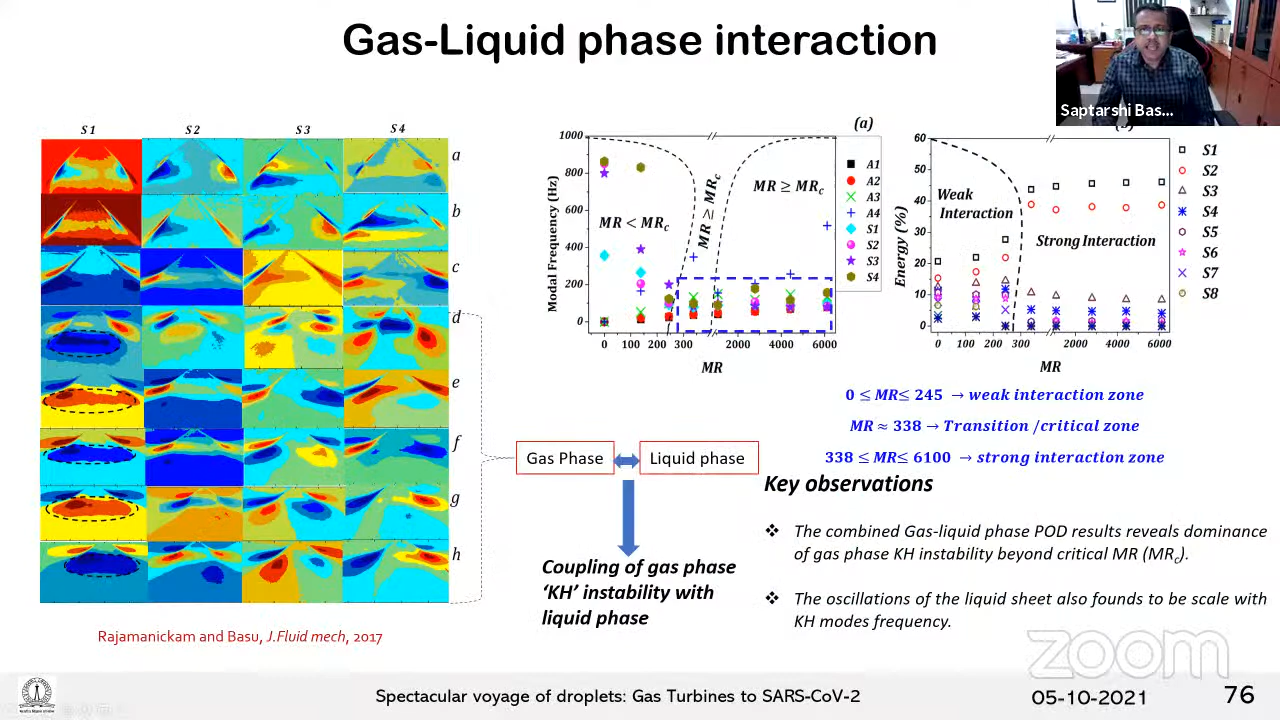 Gas-Liquid phase interaction
Saptarshi Bas...
S1 S2 S3 S4
a
b
c
d
e
f
g
h
Rajamanickam and Basu, J.Fluid mech, 2017
(a)
Modal Frequency (Hz)
1000
800
600
400
200
0
MR < MRc
MR ≥ MRc
MR ≥ MRc
A1
A2
A3
A4
S1
S2
S3
S4
0 100 200 300 2000 4000 6000
MR
Energy (%)
60
50
40
30
20
10
0
Weak
Interaction
Strong Interaction
S1
S2
S3
S4
S5
S6
S7
S8
0 100 200 300 2000 4000 6000
MR
0 ≤ MR≤ 245 → weak interaction zone
MR ≈ 338 → Transition /critical zone
338 ≤ MR≤ 6100 → strong interaction zone
Gas Phase
Liquid phase
Coupling of gas phase
‘KH’ instability with
liquid phase
Key observations
❖ The combined Gas-liquid phase POD results reveals dominance
of gas phase KH instability beyond critical MR (MRc).
❖ The oscillations of the liquid sheet also founds to be scale with
KH modes frequency.
zoom
Spectacular voyage of droplets: Gas Turbines to SARS-CoV-2
05-10-2021
76